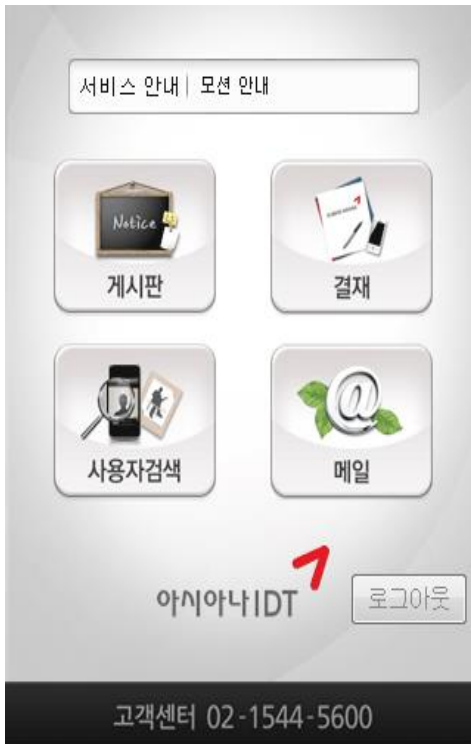 서비스 안내| 모션 안내
Notice
게시판
결재
사용자검색
메일
아시아나IDT
로그아웃
고객센터 02-1544-5600